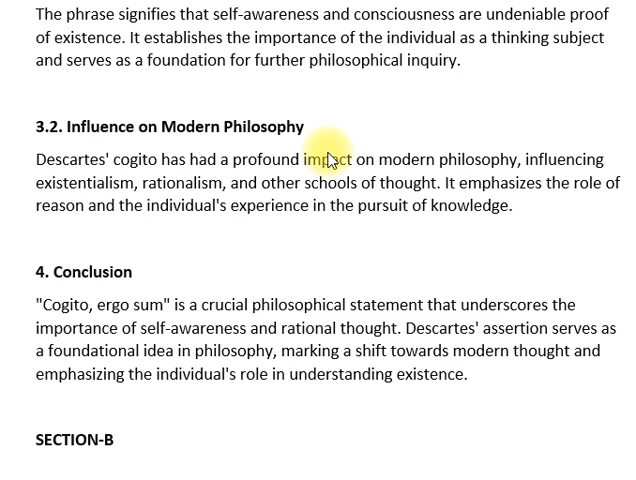 The phrase signifies that self-awareness and consciousness are undeniable proof
of existence. It establishes the importance of the individual as a thinking subject
and serves as a foundation for further philosophical inquiry.
3.2. Influence on Modern Philosophy
Descartes' cogito has had a profound impact on modern philosophy, influencing
existentialism, rationalism, and other schools of thought. It emphasizes the role of
reason and the individual's experience in the pursuit of knowledge.
4. Conclusion
"Cogito, ergo sum" is a crucial philosophical statement that underscores the
importance of self-awareness and rational thought. Descartes' assertion serves as
a foundational idea in philosophy, marking a shift towards modern thought and
emphasizing the individual's role in understanding existence.
SECTION-B